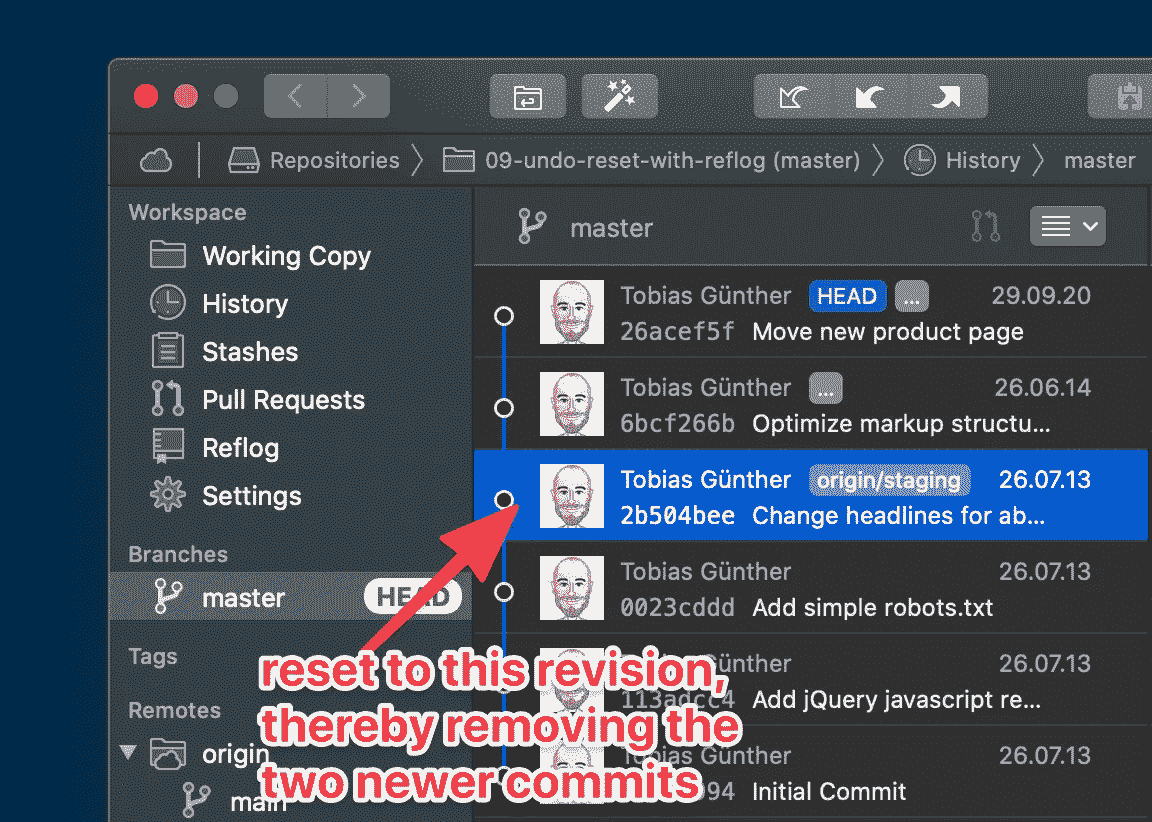 Repositories 09-undo-reset-with-reflog (master) History master
Workspace
Working Copy
History
Stashes
Pull Requests
Reflog
Settings
Branches
master HEAD
Tags
Remotes
origin
main
master
Tobias Günther HEAD ... 29.09.20
26acef5f Move new product page
Tobias Günther ... 26.06.14
6bcf266b Optimize markup structu...
Tobias Günther origin/staging 26.07.13
2b504bee Change headlines for ab...
Tobias Günther 26.07.13
0023cddd Add simple robots.txt
Günther 26.07.13
113adcc4 Add jQuery javascript re...
Günther 26.07.13
94 Initial Commit
reset to this revision,
thereby removing the
two newer commits